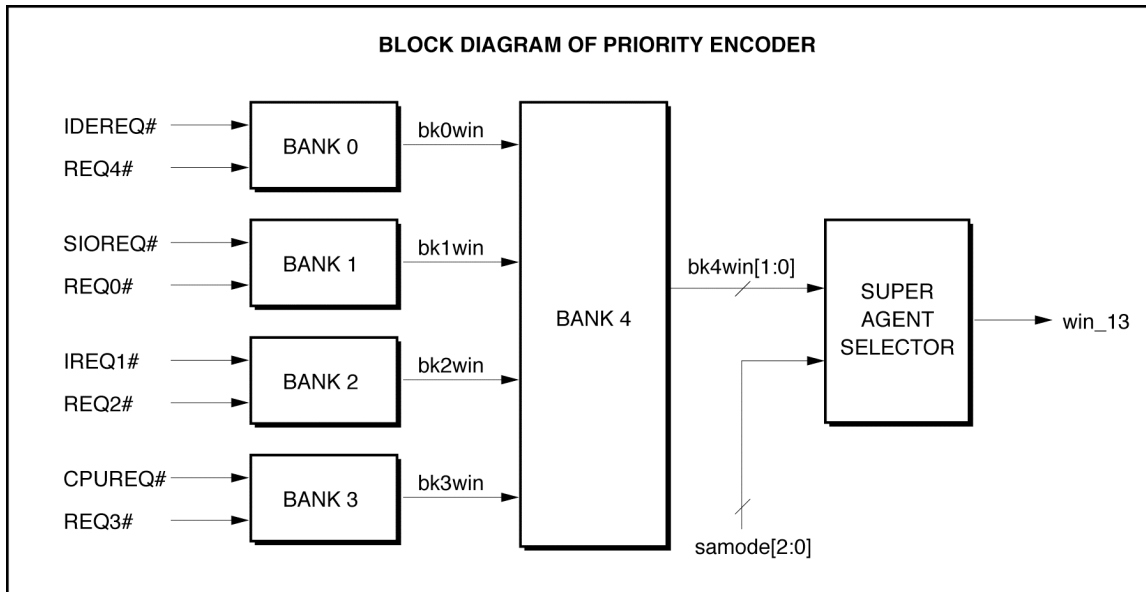 BLOCK DIAGRAM OF PRIORITY ENCODER
IDEREQ#
REQ4#
BANK 0
bk0win
SIOREQ#
REQ0#
BANK 1
bk1win
IREQ1#
REQ2#
BANK 2
bk2win
CPUREQ#
REQ3#
BANK 3
bk3win
BANK 4
bk4win[1:0]
samode[2:0]
SUPER
AGENT
SELECTOR
win_13